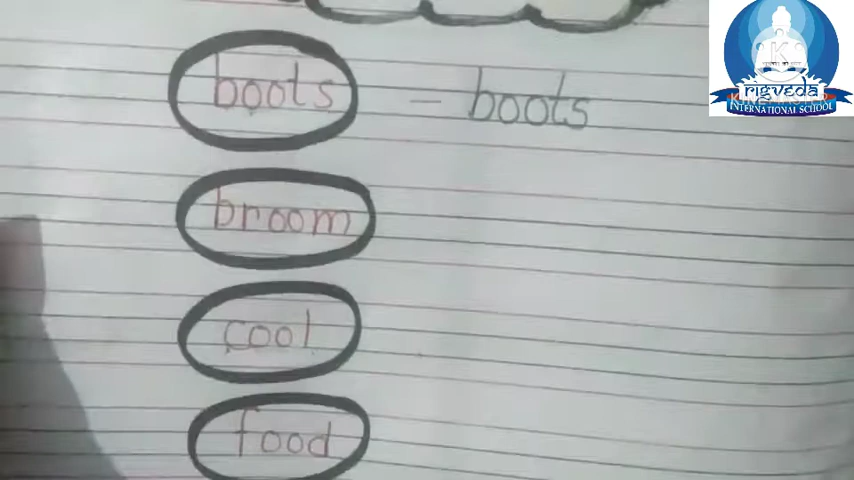 boots - boots
broom
cool
food
K
rigveda
INTERNATIONAL SCHOOL